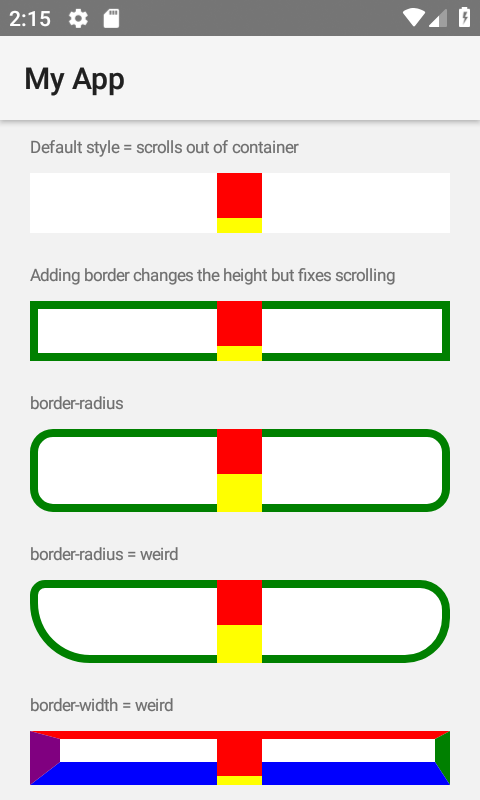 2:15
My App
Default style = scrolls out of container
Adding border changes the height but fixes scrolling
border-radius
border-radius = weird
border-width = weird